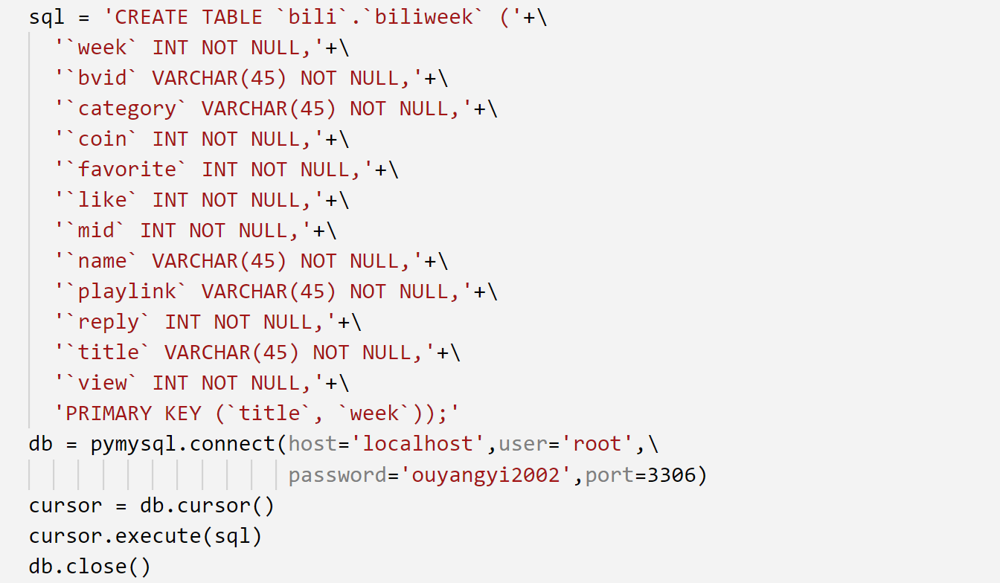 sql = 'CREATE TABLE `bili`.`biliweek` ('+\
'`week` INT NOT NULL,'+\
'`bvid` VARCHAR(45) NOT NULL,'+\
'`category` VARCHAR(45) NOT NULL,'+\
'`coin` INT NOT NULL,'+\
'`favorite` INT NOT NULL,'+\
'`like` INT NOT NULL,'+\
'`mid` INT NOT NULL,'+\
'`name` VARCHAR(45) NOT NULL,'+\
'`playlink` VARCHAR(45) NOT NULL,'+\
'`reply` INT NOT NULL,'+\
'`title` VARCHAR(45) NOT NULL,'+\
'`view` INT NOT NULL,'+\
'PRIMARY KEY (`title`, `week`));'
db = pymysql.connect(host='localhost',user='root',\
password='ouyangyi2002',port=3306)
cursor = db.cursor()
cursor.execute(sql)
db.close()